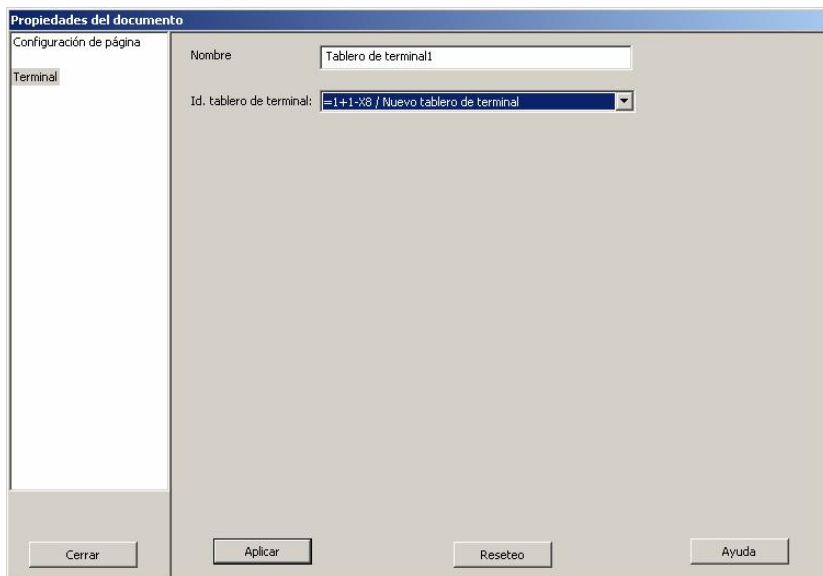 Propiedades del documento
Configuración de página
Terminal
Nombre
Tablero de terminal1
Id. tablero de terminal:
=1+1-X8 / Nuevo tablero de terminal
Cerrar
Aplicar
Reseteo
Ayuda